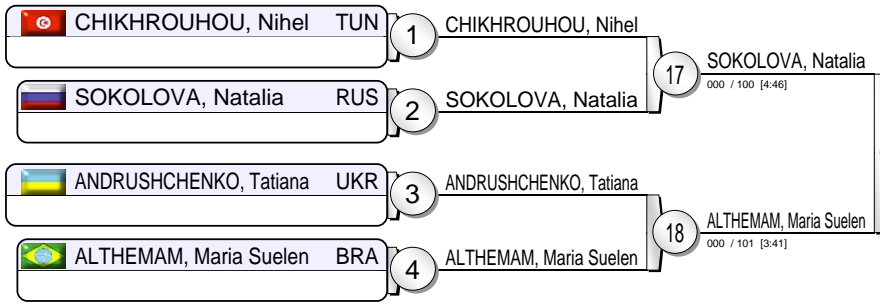 CHIKHROUHOU, Nihel TUN
1
CHIKHROUHOU, Nihel
SOKOLOVA, Natalia RUS
2
SOKOLOVA, Natalia
17
SOKOLOVA, Natalia
000 / 100 [4:46]
ANDRUSHCHENKO, Tatiana UKR
3
ANDRUSHCHENKO, Tatiana
ALTHEMAM, Maria Suelen BRA
4
ALTHEMAM, Maria Suelen
18
ALTHEMAM, Maria Suelen
000 / 101 [3:41]